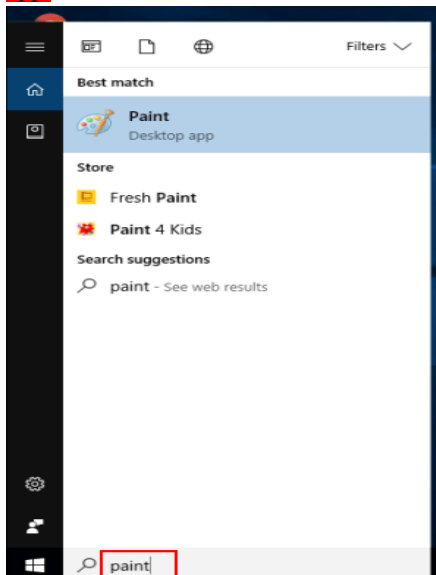 Filters
Best match
Paint
Desktop app
Store
Fresh Paint
Paint 4 Kids
Search suggestions
paint - See web results
paint